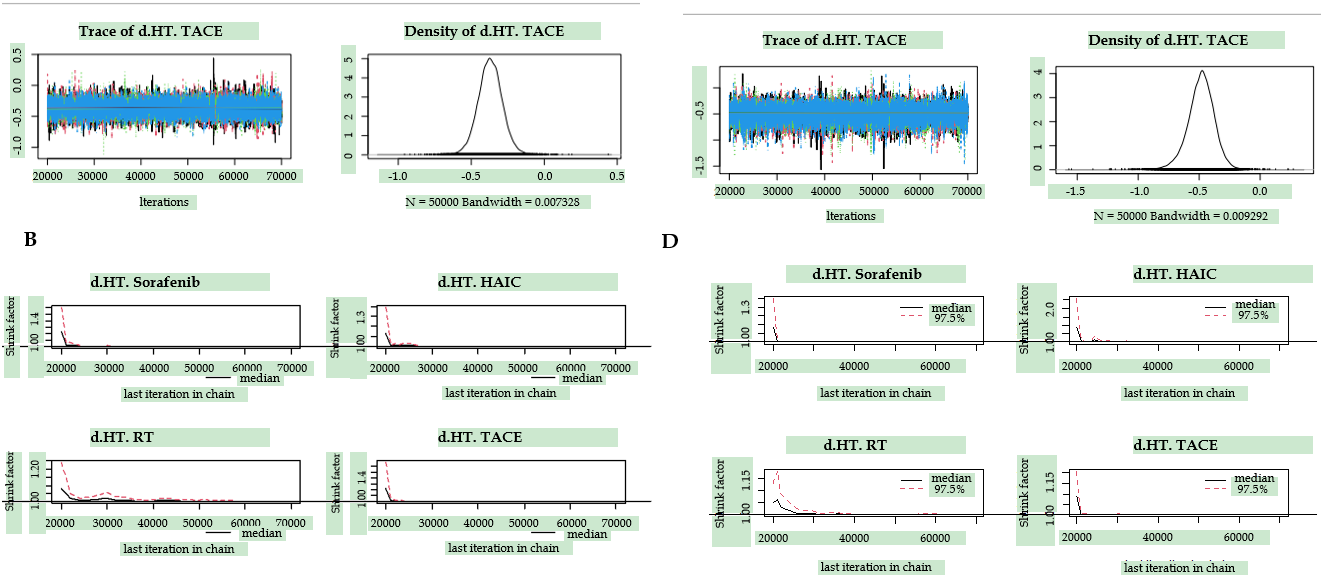 Trace of d.HT. TACE
Density of d.HT. TACE
0.5
0.0
-0.5
-1.0
20000 30000 40000 50000 60000 70000
Iterations
5
4
3
2
1
0
-1.0 -0.5 0.0 0.5
N = 50000 Bandwidth = 0.007328
Trace of d.HT. TACE
Density of d.HT. TACE
-0.5
-1.5
20000 30000 40000 50000 60000 70000
Iterations
4
3
2
1
0
-1.5 -1.0 -0.5 0.0
N = 50000 Bandwidth = 0.009292
B
d.HT. Sorafenib
Shrink factor
1.4
1.00
20000 30000 40000 50000 60000 70000
median
last iteration in chain
d.HT. HAIC
Shrink factor
1.3
1.00
20000 30000 40000 50000 60000 70000
median
last iteration in chain
d.HT. RT
Shrink factor
1.20
1.00
20000 30000 40000 50000 60000 70000
median
last iteration in chain
d.HT. TACE
Shrink factor
1.4
1.00
20000 30000 40000 50000 60000 70000
median
last iteration in chain
D
d.HT. Sorafenib
Shrink factor
1.3
1.00
median
97.5%
20000 40000 60000
last iteration in chain
d.HT. HAIC
Shrink factor
2.0
1.00
median
97.5%
20000 40000 60000
last iteration in chain
d.HT. RT
Shrink factor
1.15
1.00
median
97.5%
20000 40000 60000
last iteration in chain
d.HT. TACE
Shrink factor
1.15
1.00
median
97.5%
20000 40000 60000
last iteration in chain